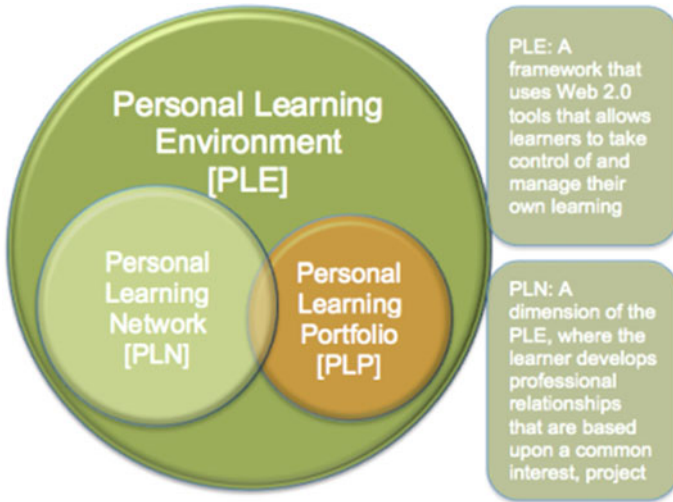 Personal Learning
Environment
[PLE]
Personal
Learning
Network
[PLN]
Personal
Learning
Portfolio
[PLP]
PLE: A
framework that
uses Web 2.0
tools that allows
learners to take
control of and
manage their
own learning
PLN: A
dimension of the
PLE, where the
learner develops
professional
relationships
that are based
upon a common
interest, project